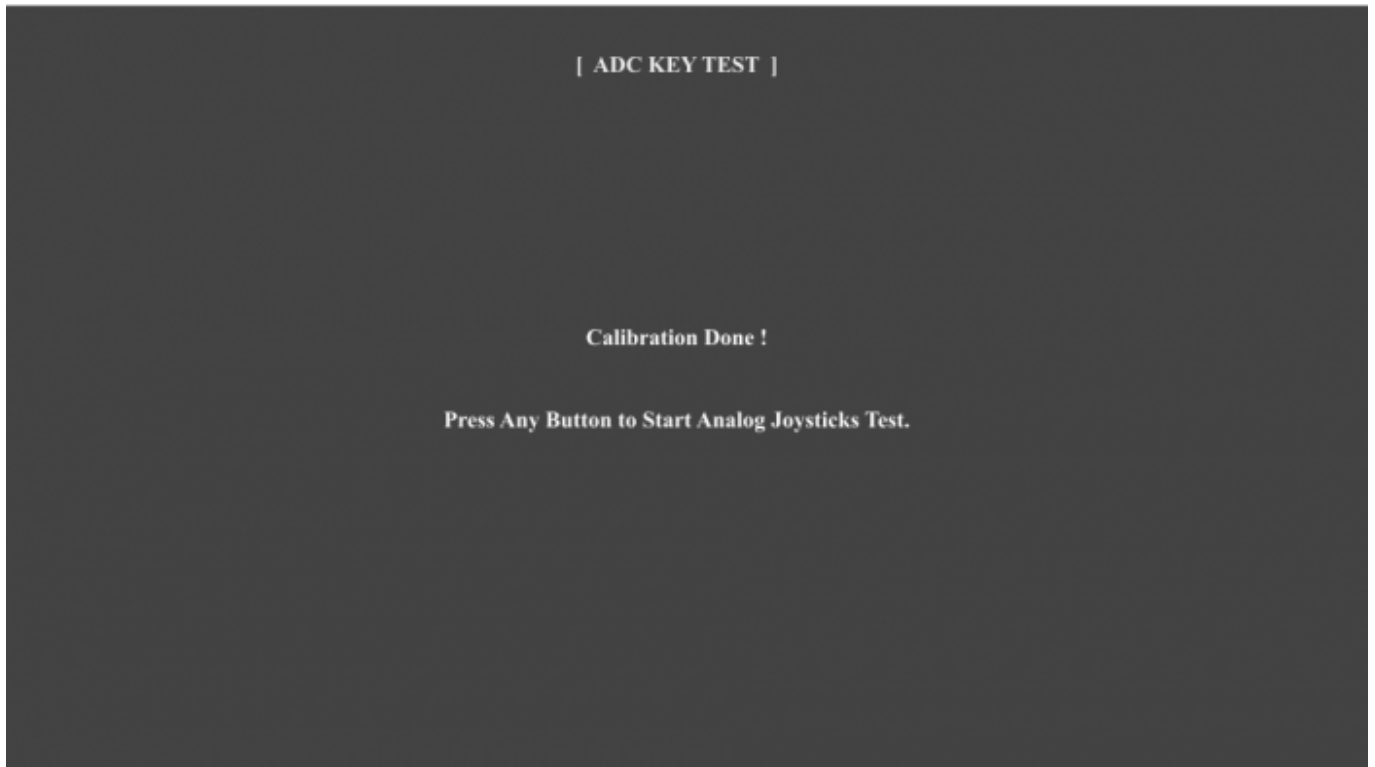 [ ADC KEY TEST ]
Calibration Done !
Press Any Button to Start Analog Joysticks Test.